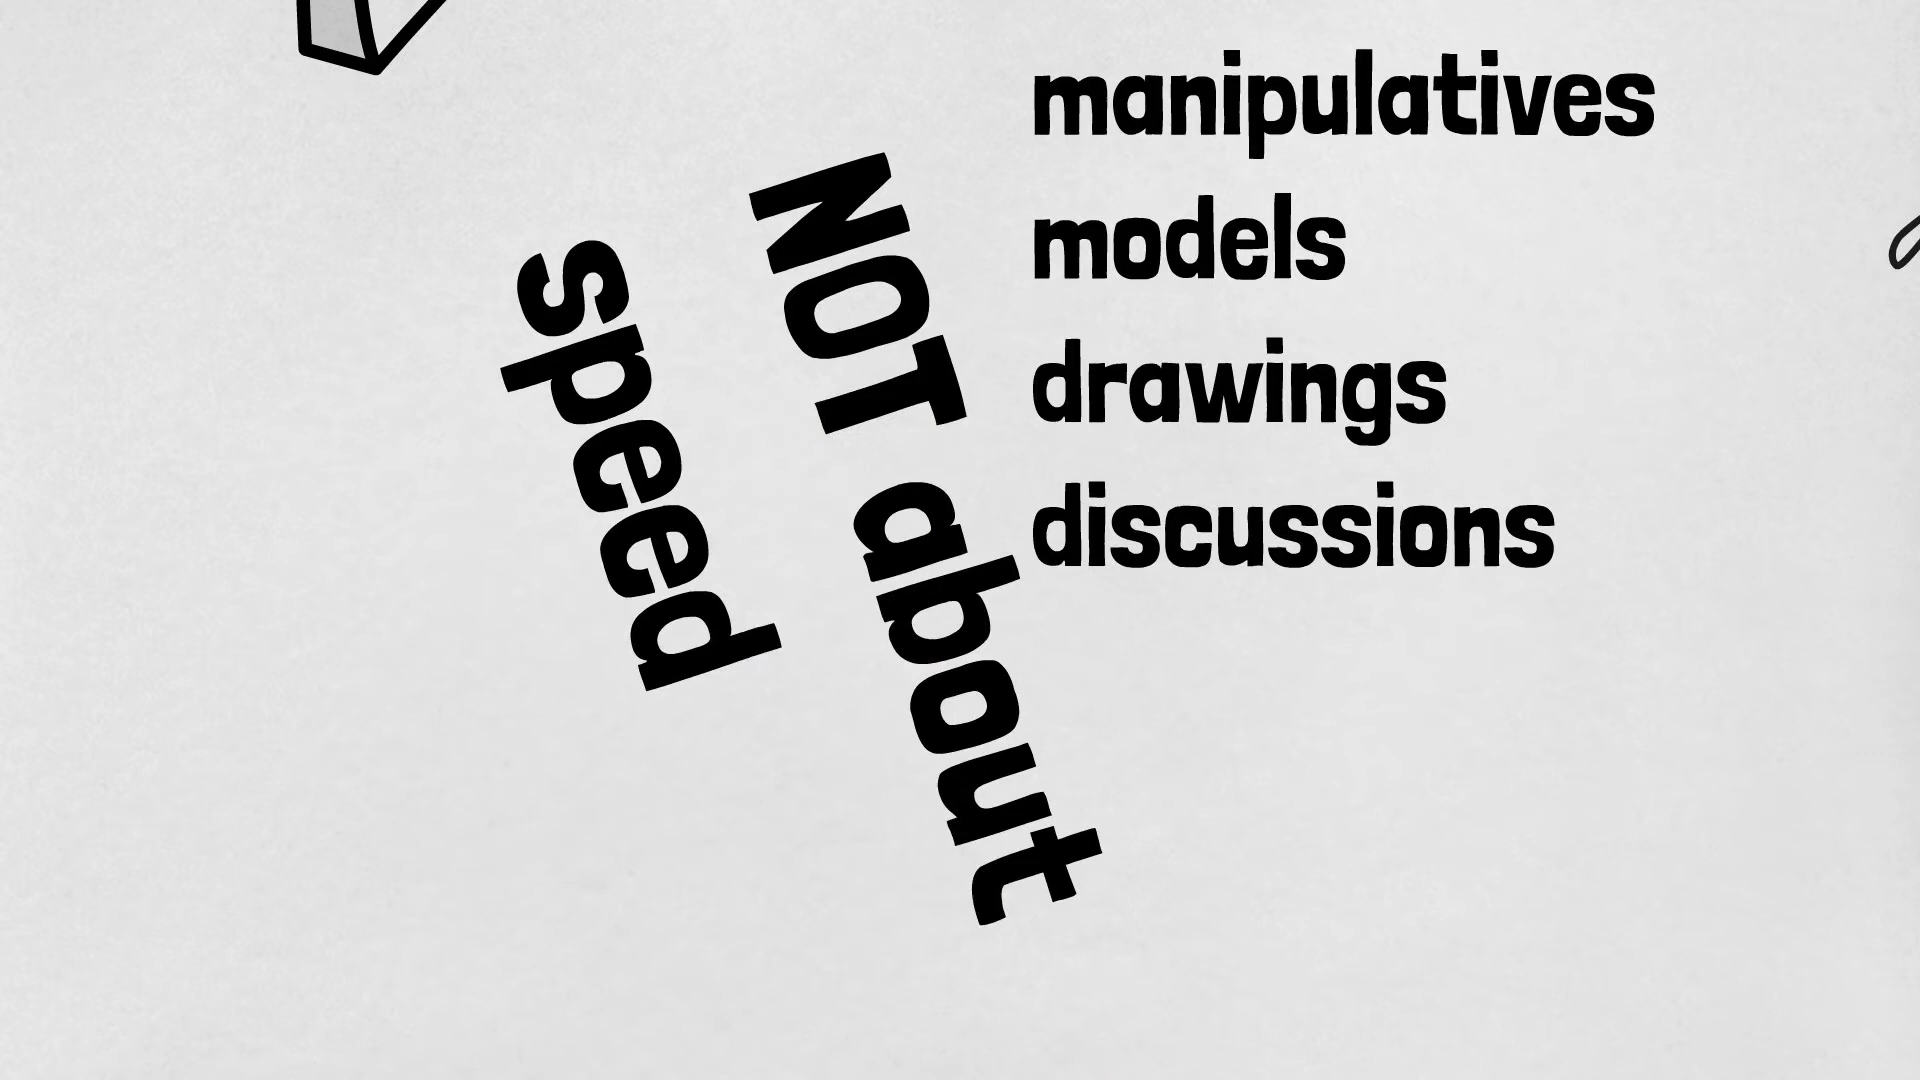 NOT about
speed
manipulatives
models
drawings
discussions